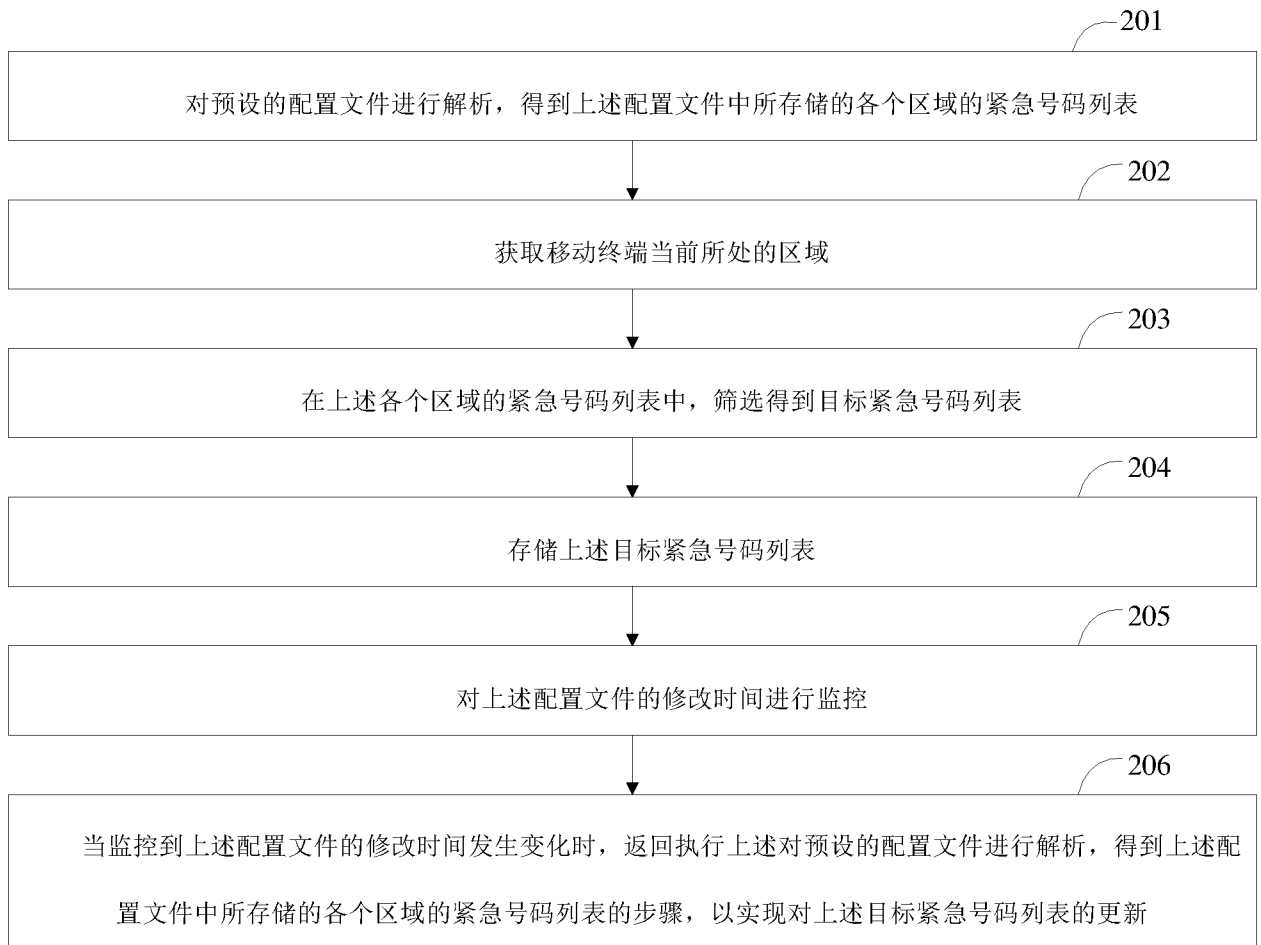 201
对预设的配置文件进行解析，得到上述配置文件中所存储的各个区域的紧急号码列表
202
获取移动终端当前所处的区域
203
在上述各个区域的紧急号码列表中，筛选得到目标紧急号码列表
204
存储上述目标紧急号码列表
205
对上述配置文件的修改时间进行监控
206
当监控到上述配置文件的修改时间发生变化时，返回执行上述对预设的配置文件进行解析，得到上述配
置文件中所存储的各个区域的紧急号码列表的步骤，以实现对上述目标紧急号码列表的更新